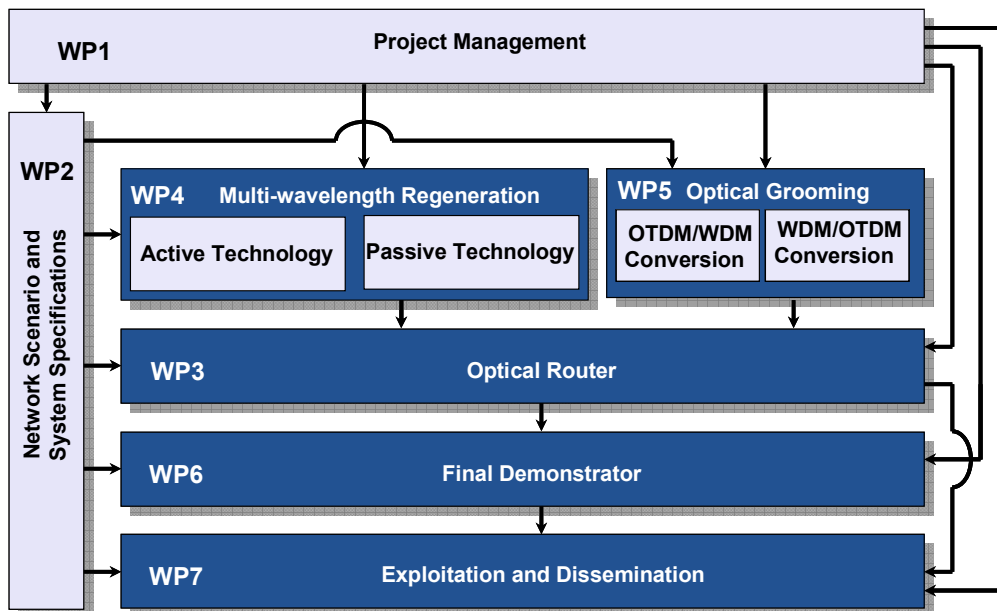 WP1
Project Management
WP2
Network Scenario and
System Specifications
WP4
Multi-wavelength Regeneration
Active Technology
Passive Technology
WP5
Optical Grooming
OTDM/WDM
Conversion
WDM/OTDM
Conversion
WP3
Optical Router
WP6
Final Demonstrator
WP7
Exploitation and Dissemination